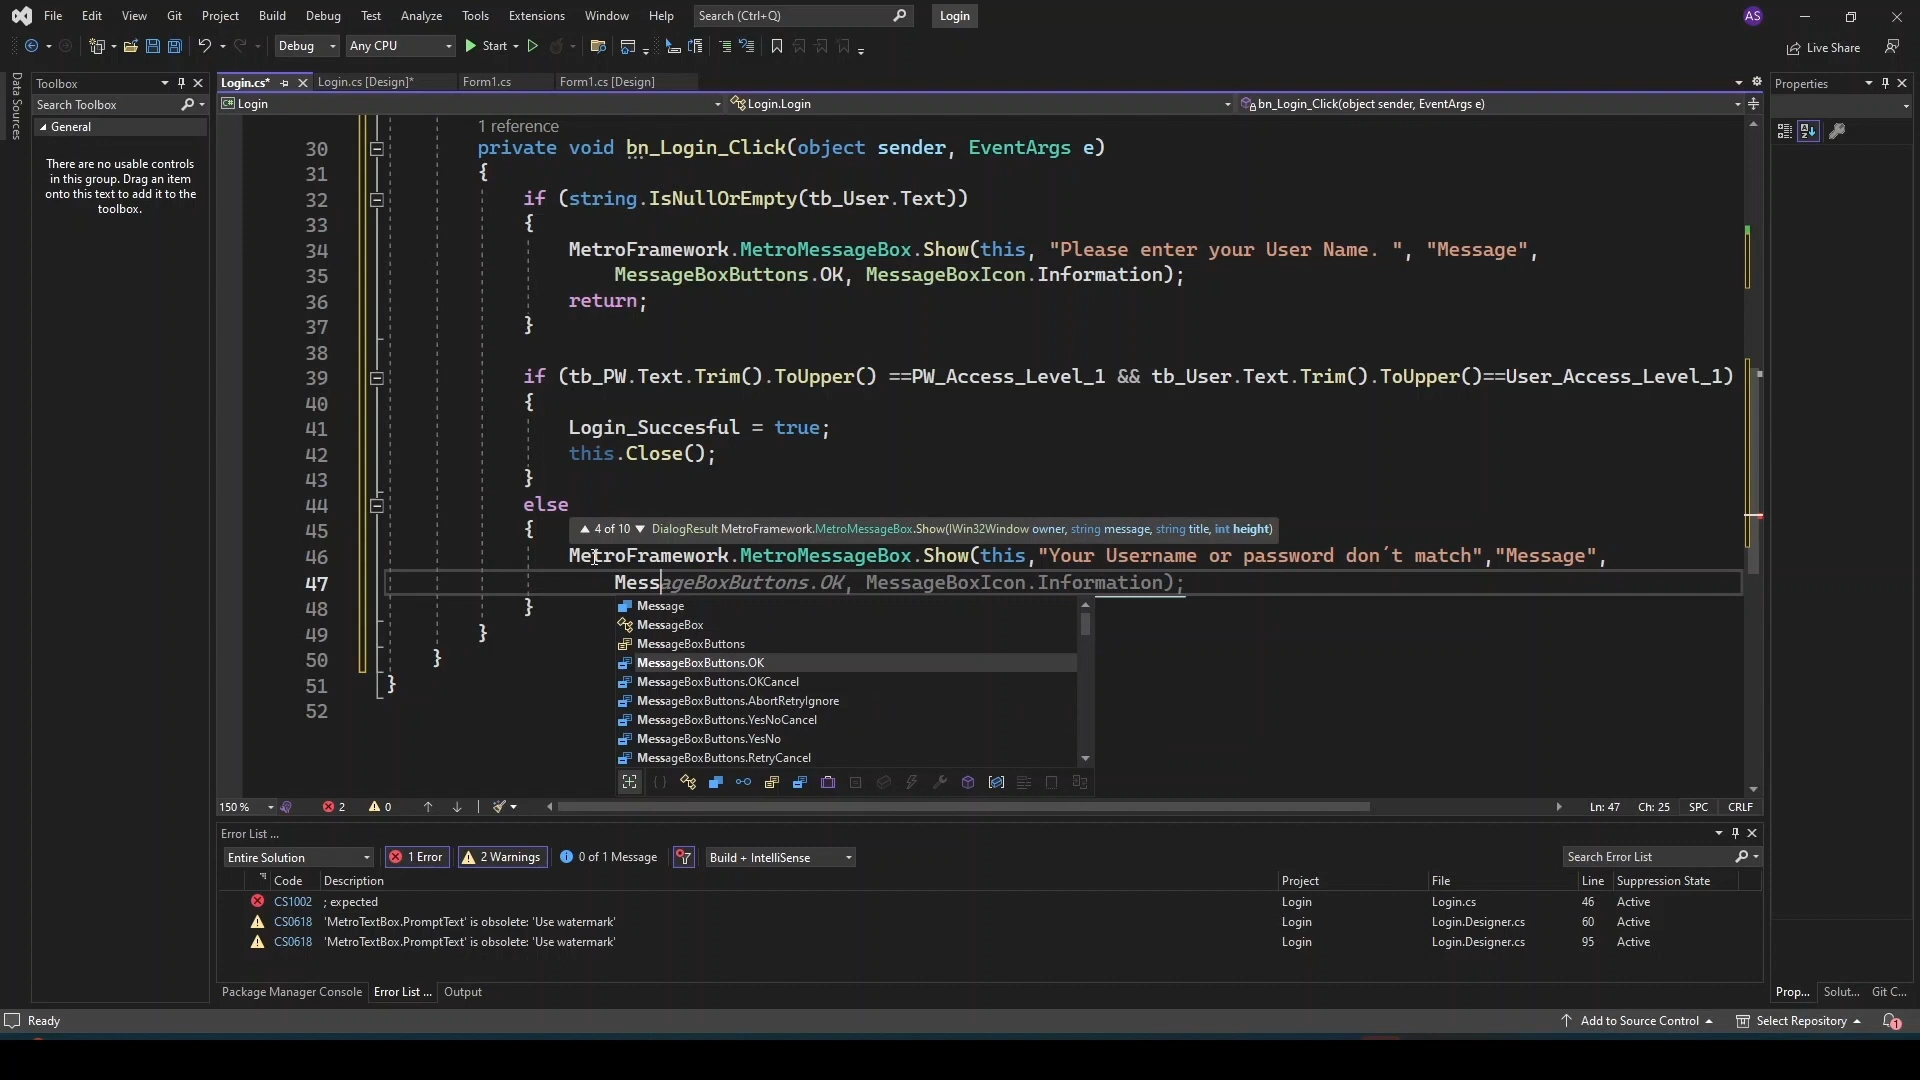 File Edit View Git Project Build Debug Test Analyze Tools Extensions Window Help Search (Ctrl+Q) Login AS
Debug Any CPU Start Live Share
Data Sources
Toolbox
Search Toolbox
General
There are no usable controls
in this group. Drag an item
onto this text to add it to the
toolbox.
Login.cs* Login.cs [Design]* Form1.cs Form1.cs [Design]
Login Login.Login bn_Login_Click(object sender, EventArgs e)
1 reference
30 private void bn_Login_Click(object sender, EventArgs e)
31 {
32 if (string.IsNullOrEmpty(tb_User.Text))
33 {
34 MetroFramework.MetroMessageBox.Show(this, "Please enter your User Name. ", "Message",
35 MessageBoxButtons.OK, MessageBoxIcon.Information);
36 return;
37 }
38
39 if (tb_PW.Text.Trim().ToUpper() ==PW_Access_Level_1 && tb_User.Text.Trim().ToUpper()==User_Access_Level_1)
40 {
41 Login_Succesful = true;
42 this.Close();
43 }
44 else
45 {
▲ 4 of 10 ▼ DialogResult MetroFramework.MetroMessageBox.Show(IWin32Window owner, string message, string title, int height)
46 MetroFramework.MetroMessageBox.Show(this,"Your Username or password don´t match","Message",
47 MessageBoxButtons.OK, MessageBoxIcon.Information);
48 }
49 }
50 }
51 }
52
Message
MessageBox
MessageBoxButtons
MessageBoxButtons.OK
MessageBoxButtons.OKCancel
MessageBoxButtons.AbortRetryIgnore
MessageBoxButtons.YesNoCancel
MessageBoxButtons.YesNo
MessageBoxButtons.RetryCancel
150 % 2 0 Ln: 47 Ch: 25 SPC CRLF
Error List ...
Entire Solution 1 Error 2 Warnings 0 of 1 Message Build + IntelliSense Search Error List
Code Description Project File Line Suppression State
CS1002 ; expected Login Login.cs 46 Active
CS0618 'MetroTextBox.PromptText' is obsolete: 'Use watermark' Login Login.Designer.cs 60 Active
CS0618 'MetroTextBox.PromptText' is obsolete: 'Use watermark' Login Login.Designer.cs 95 Active
Package Manager Console Error List ... Output
Properties
Prop... Solut... Git C...
Ready Add to Source Control Select Repository 1